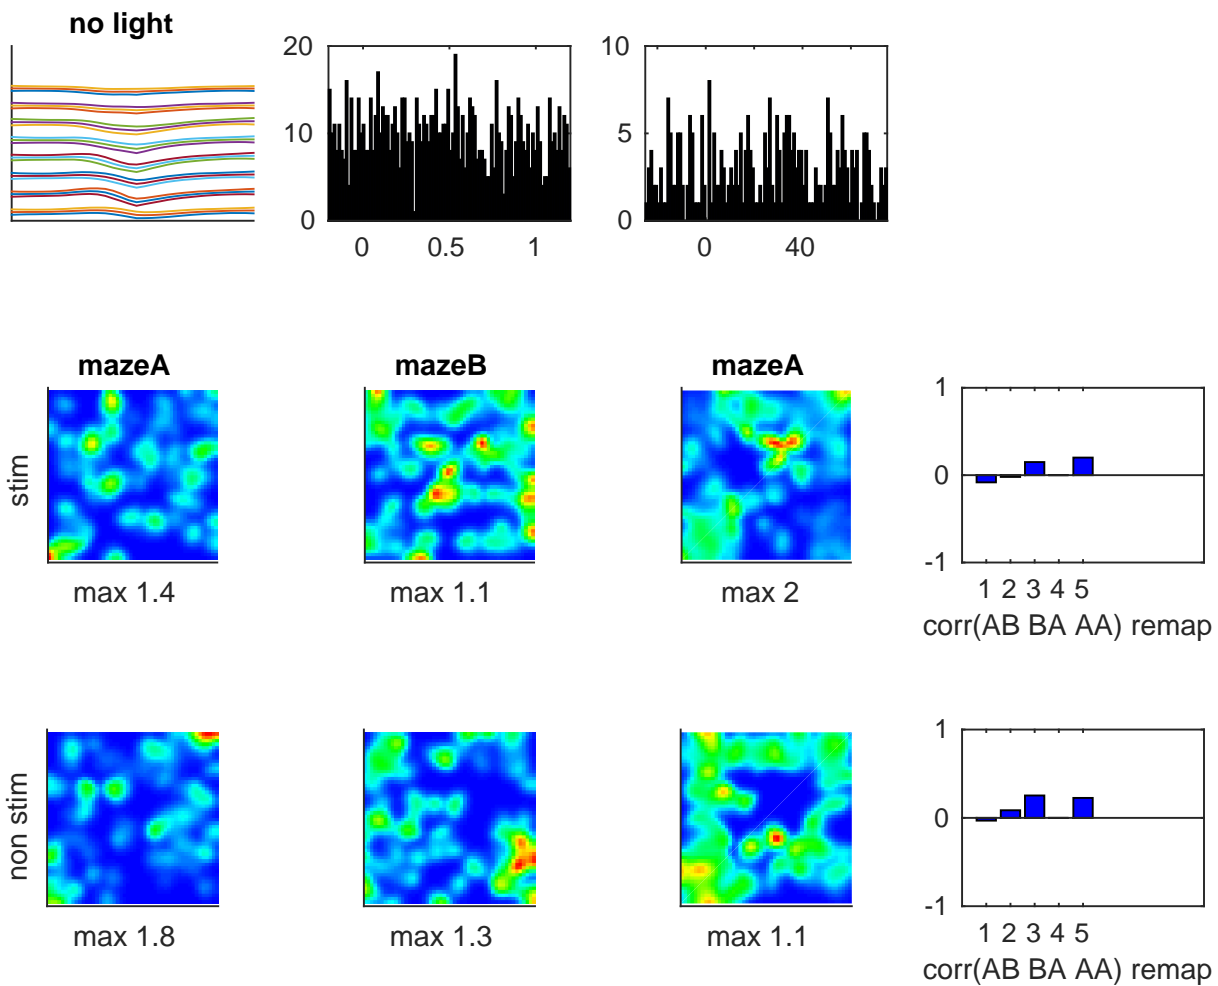 no light
20
10
0
0
0.5
1
10
5
0
0
40
mazeA
mazeB
mazeA
stim
max 1.4
max 1.1
max 2
1
0
-1
1 2 3 4 5
corr(AB BA AA) remap
non stim
max 1.8
max 1.3
max 1.1
1
0
-1
1 2 3 4 5
corr(AB BA AA) remap